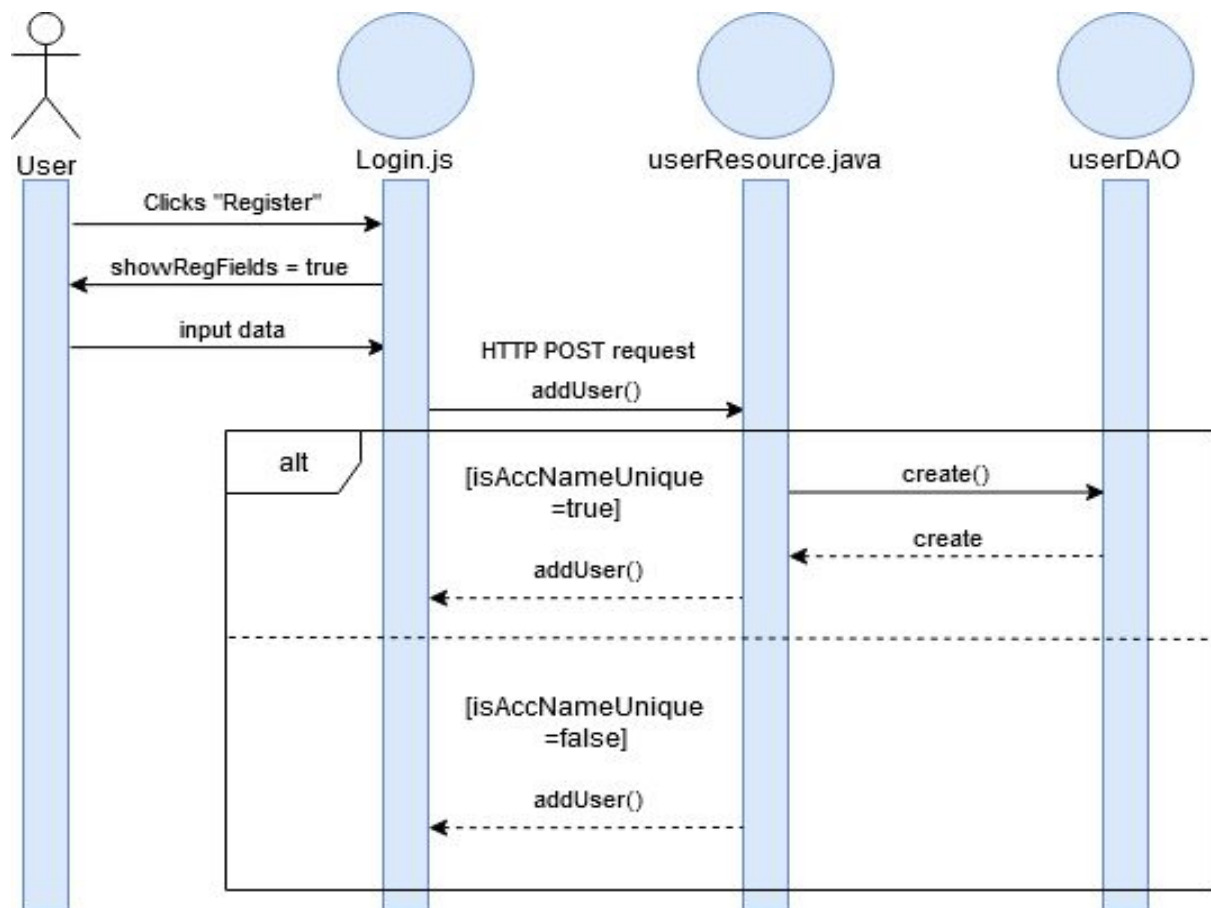 User
Login.js
userResource.java
userDAO
Clicks "Register"
showRegFields = true
input data
HTTP POST request
addUser()
alt
[isAccNameUnique
=true]
create()
create
addUser()
[isAccNameUnique
=false]
addUser()